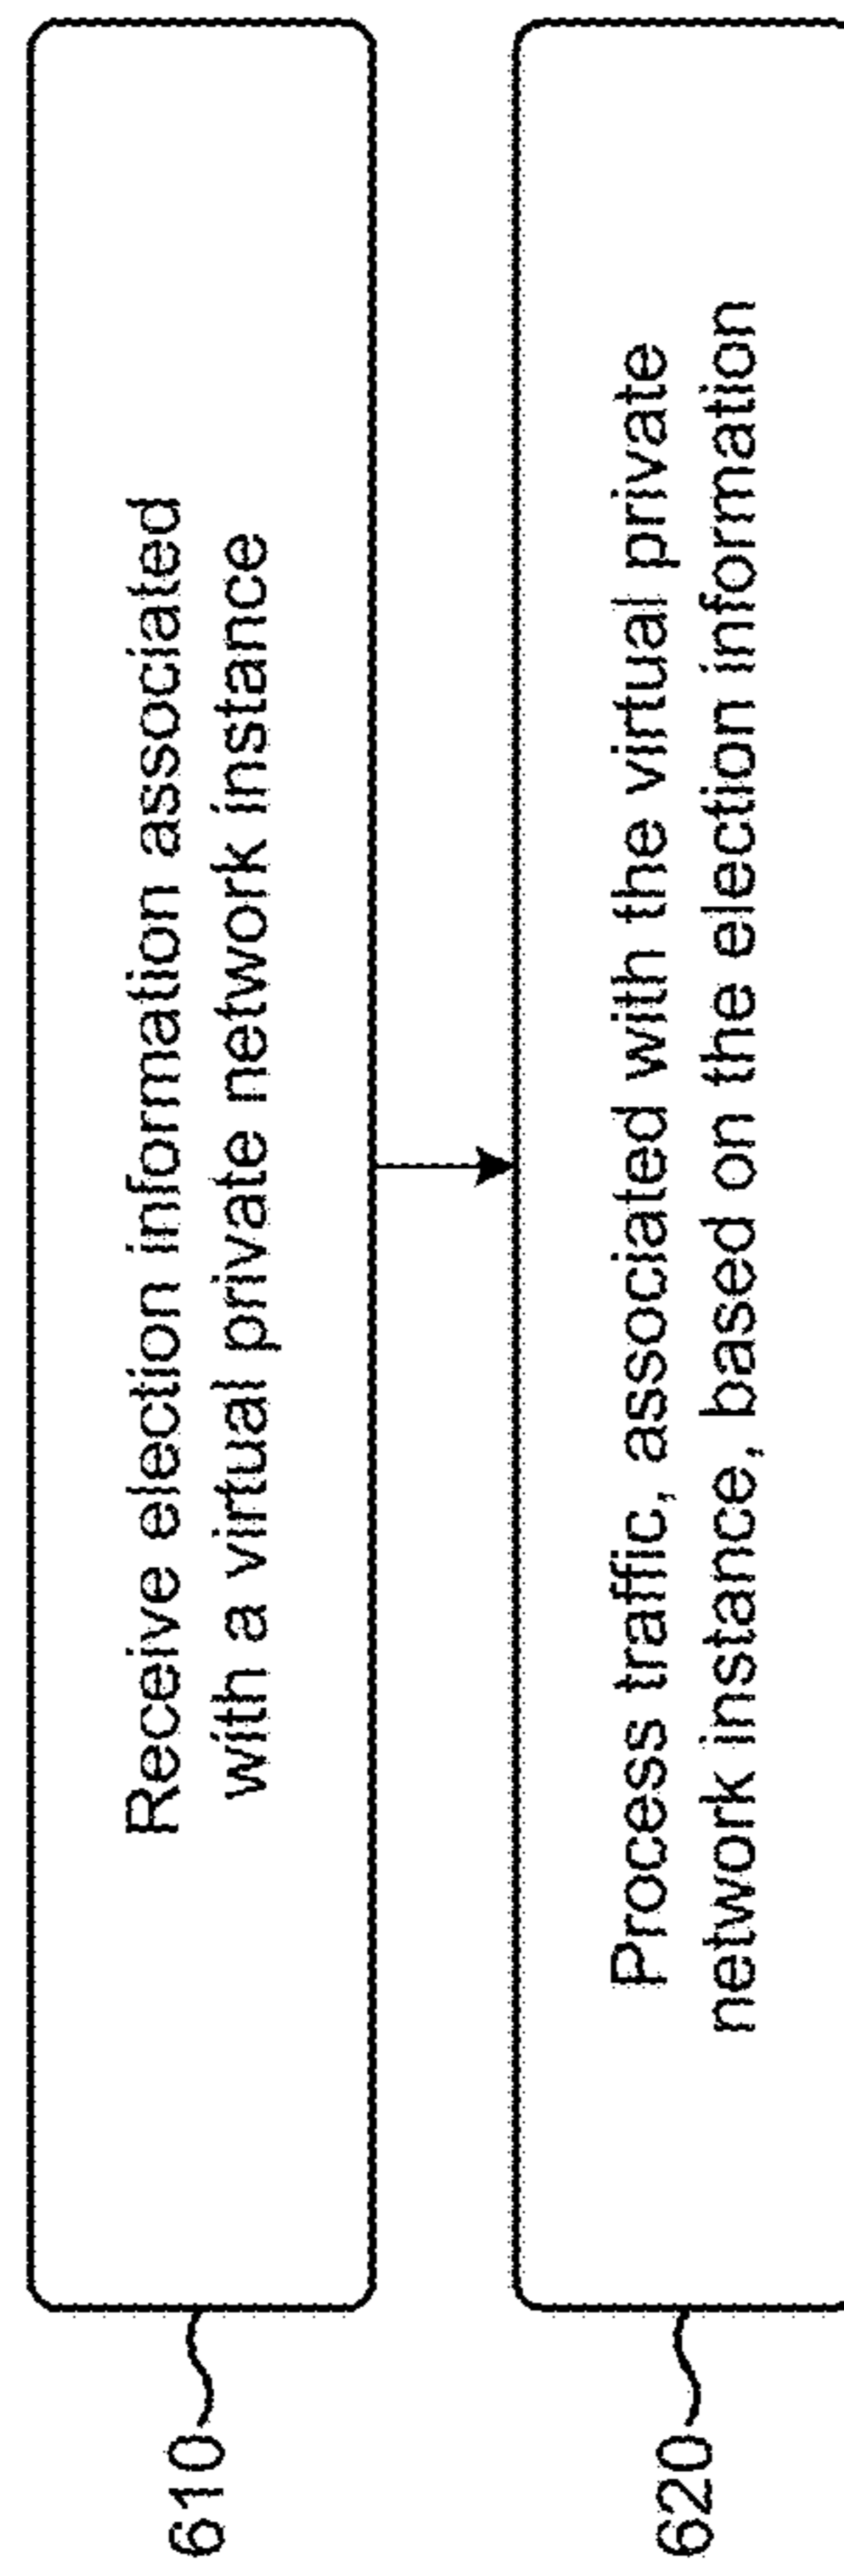 610
Receive election information associated
with a virtual private network instance
620
Process traffic, associated with the virtual private
network instance, based on the election information